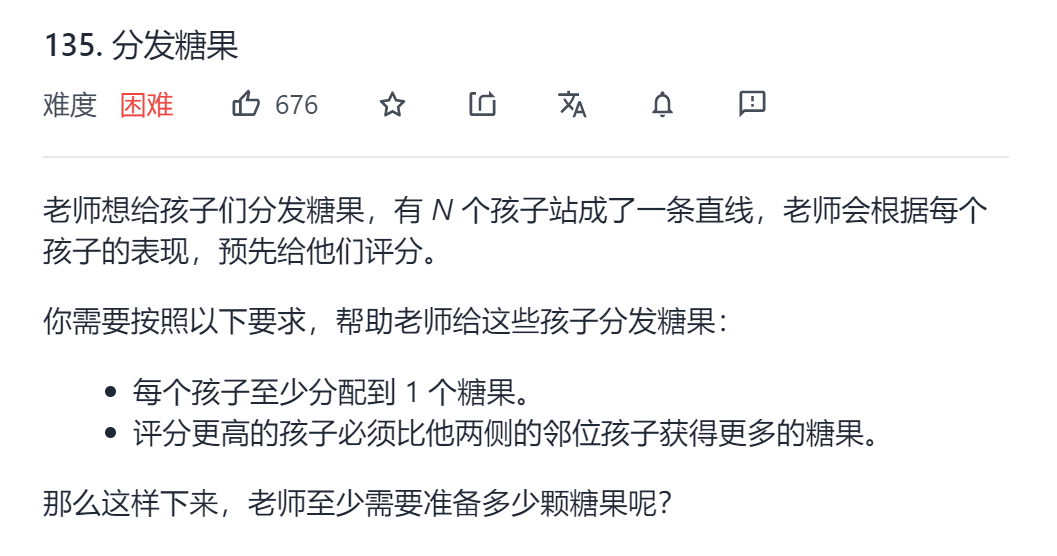 135. 分发糖果
难度 困难 676
老师想给孩子们分发糖果，有 N 个孩子站成了一条直线，老师会根据每个
孩子的表现，预先给他们评分。
你需要按照以下要求，帮助老师给这些孩子分发糖果：
• 每个孩子至少分配到 1 个糖果。
• 评分更高的孩子必须比他两侧的邻位孩子获得更多的糖果。
那么这样下来，老师至少需要准备多少颗糖果呢？